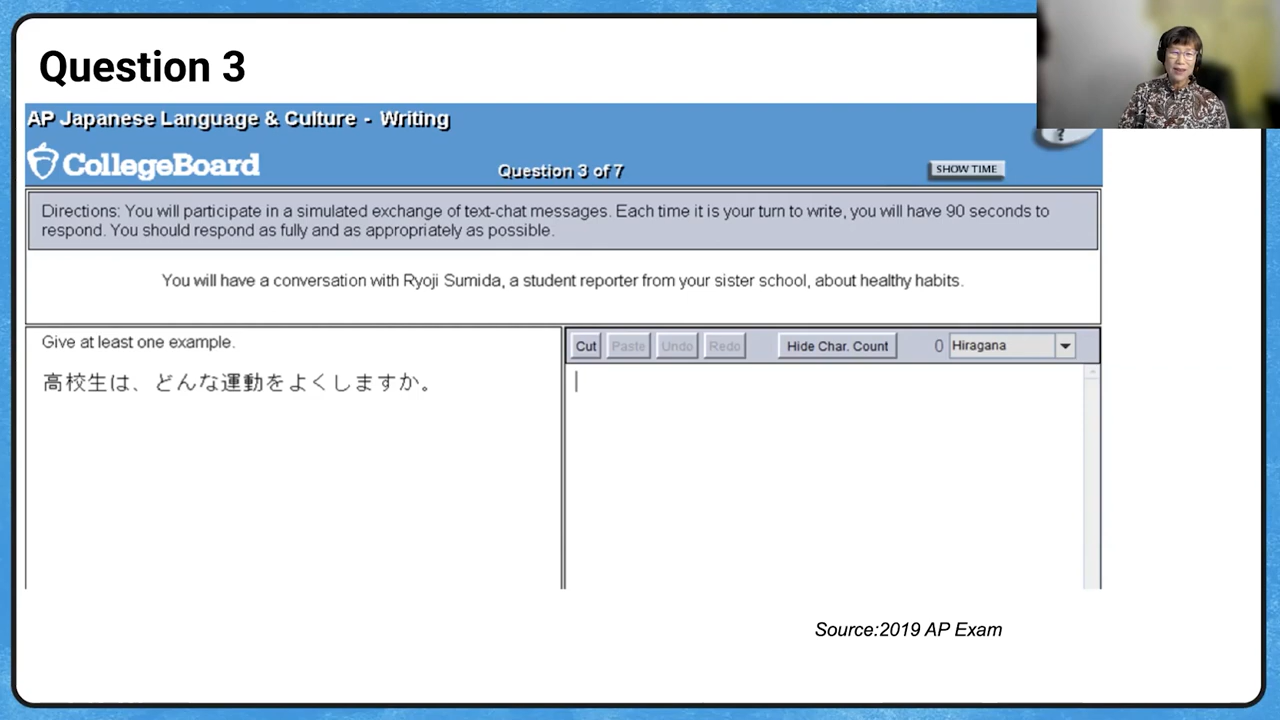 Question 3
AP Japanese Language & Culture - Writing
CollegeBoard
Question 3 of 7
SHOW TIME
?
Directions: You will participate in a simulated exchange of text-chat messages. Each time it is your turn to write, you will have 90 seconds to
respond. You should respond as fully and as appropriately as possible.
You will have a conversation with Ryoji Sumida, a student reporter from your sister school, about healthy habits.
Give at least one example.
高校生は、どんな運動をよくしますか。
Cut Paste Undo Redo Hide Char. Count 0 Hiragana
Source:2019 AP Exam